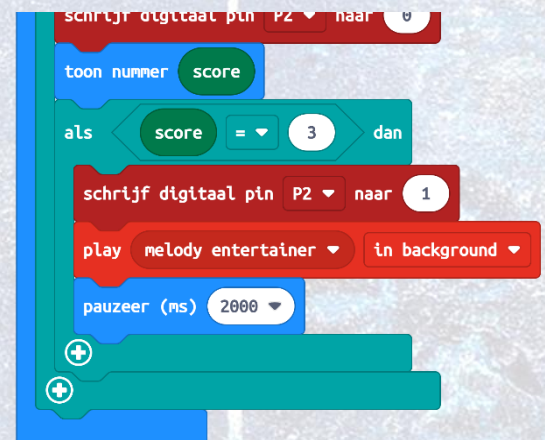 schrijf digitaal pin P2 naar 0
toon nummer score
als score = 3 dan
schrijf digitaal pin P2 naar 1
play melody entertainer in background
pauzeer (ms) 2000